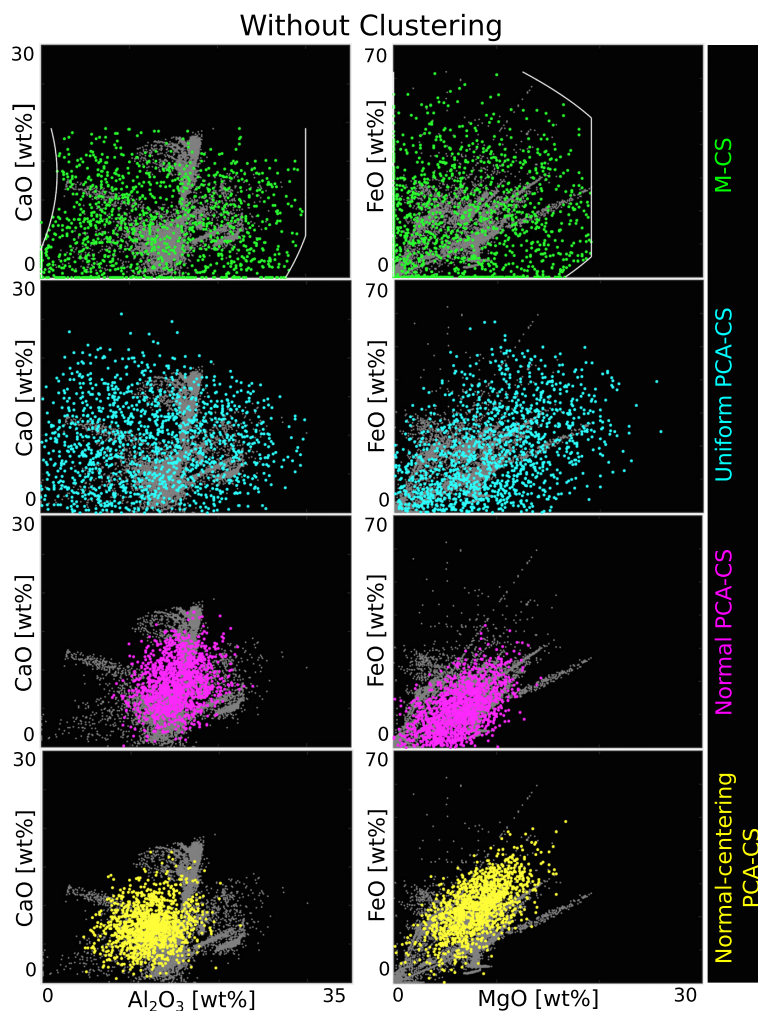 Without Clustering
30
CaO [wt%]
0
70
FeO [wt%]
0
M-CS
30
CaO [wt%]
0
70
FeO [wt%]
0
Uniform PCA-CS
30
CaO [wt%]
0
70
FeO [wt%]
0
Normal PCA-CS
30
CaO [wt%]
0
70
FeO [wt%]
0
Normal-centering
PCA-CS
0
Al₂O₃ [wt%]
35
0
MgO [wt%]
30